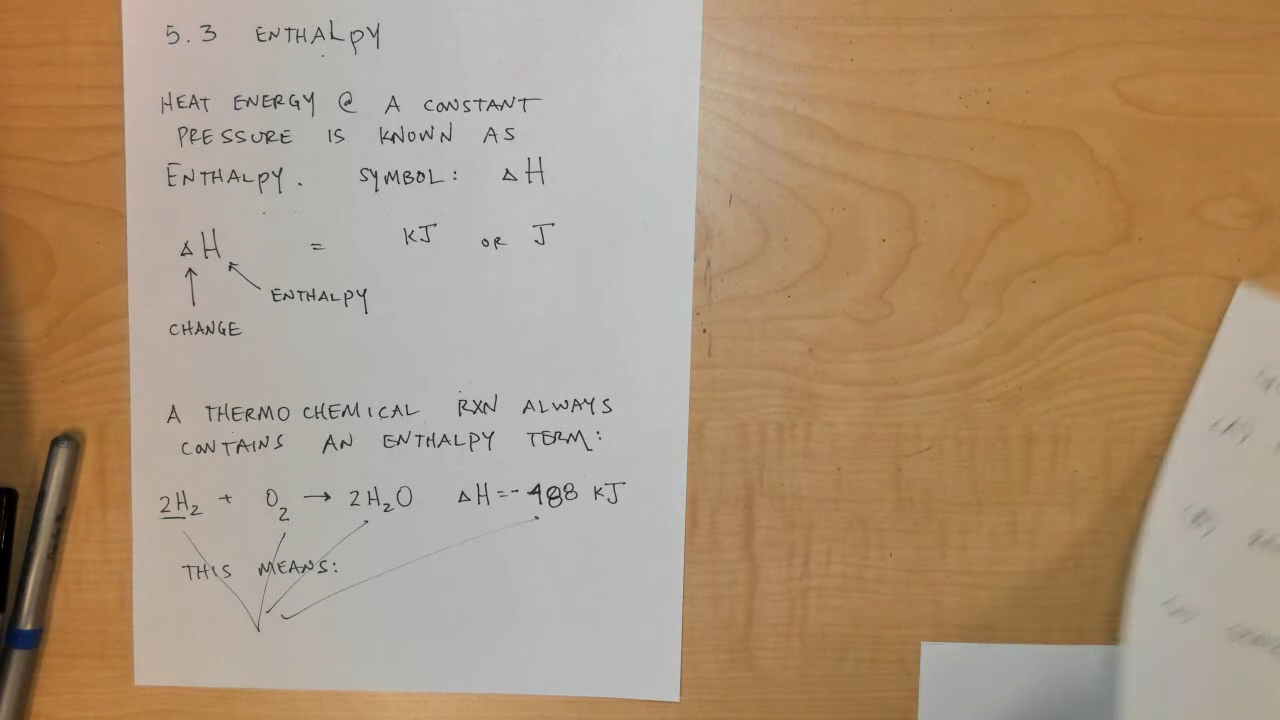 5.3 ENTHALPY
HEAT ENERGY @ A CONSTANT
PRESSURE IS KNOWN AS
ENTHALPY. SYMBOL: ΔH
ΔH = KJ OR J
ENTHALPY
CHANGE
A THERMOCHEMICAL RXN ALWAYS
CONTAINS AN ENTHALPY TERM:
2H₂ + O₂ → 2H₂O ΔH=-488 KJ
THIS MEANS: